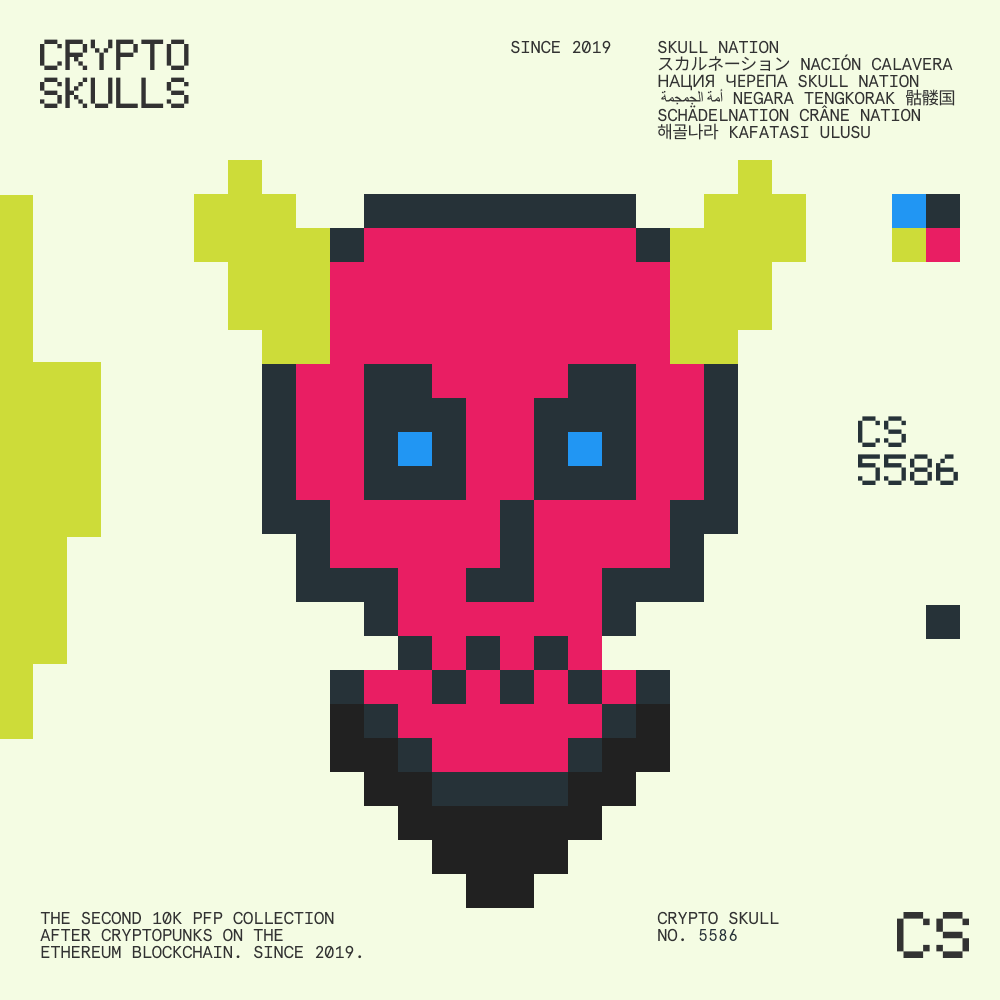 CRYPTO
SKULLS
SINCE 2019
SKULL NATION
スカルネーション NACIÓN CALAVERA
НАЦИЯ ЧЕРЕПА SKULL NATION
أمة الجمجمة NEGARA TENGKORAK 骷髅国
SCHÄDELNATION CRÂNE NATION
해골나라 KAFATASI ULUSU
CS
5586
THE SECOND 10K PFP COLLECTION
AFTER CRYPTOPUNKS ON THE
ETHEREUM BLOCKCHAIN. SINCE 2019.
CRYPTO SKULL
NO. 5586
CS